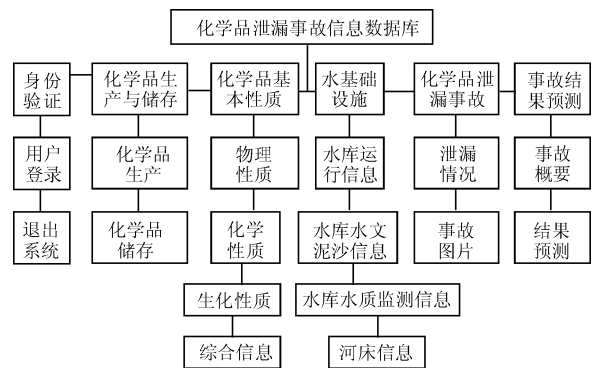 化学品泄漏事故信息数据库
身份
验证
化学品生
产与储存
化学品基
本性质
水基础
设施
化学品泄
漏事故
事故结
果预测
用户
登录
化学品
生产
物理
性质
水库运
行信息
泄漏
情况
事故
概要
退出
系统
化学品
储存
化学
性质
水库水文
泥沙信息
事故
图片
结果
预测
生化性质
水库水质监测信息
综合信息
河床信息